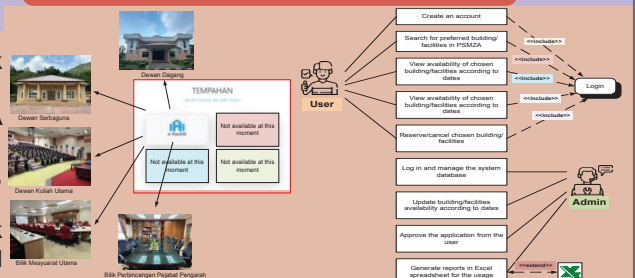 Dewan Dagang
Dewan Serbaguna
Dewan Kuliah Utama
Bilik Mesyuarat Utama
Bilik Perbincangan Pejabat Pengarah
TEMPAHAN
Not available at this
moment
Not available at this
moment
Not available at this
moment
User
Create an account
Search for preferred building/
facilities in PSMZA
View availability of chosen
building/facilities according to
dates
View availability of chosen
building/facilities according to
dates
Reserve/cancel chosen building/
facilities
<<include>>
<<include>>
<<include>>
<<include>>
<<include>>
Login
Log in and manage the system
database
Update building/facilities
availability according to dates
Approve the application from the
user
Generate reports in Excel
spreadsheet for the usage
Admin
<<extend>>